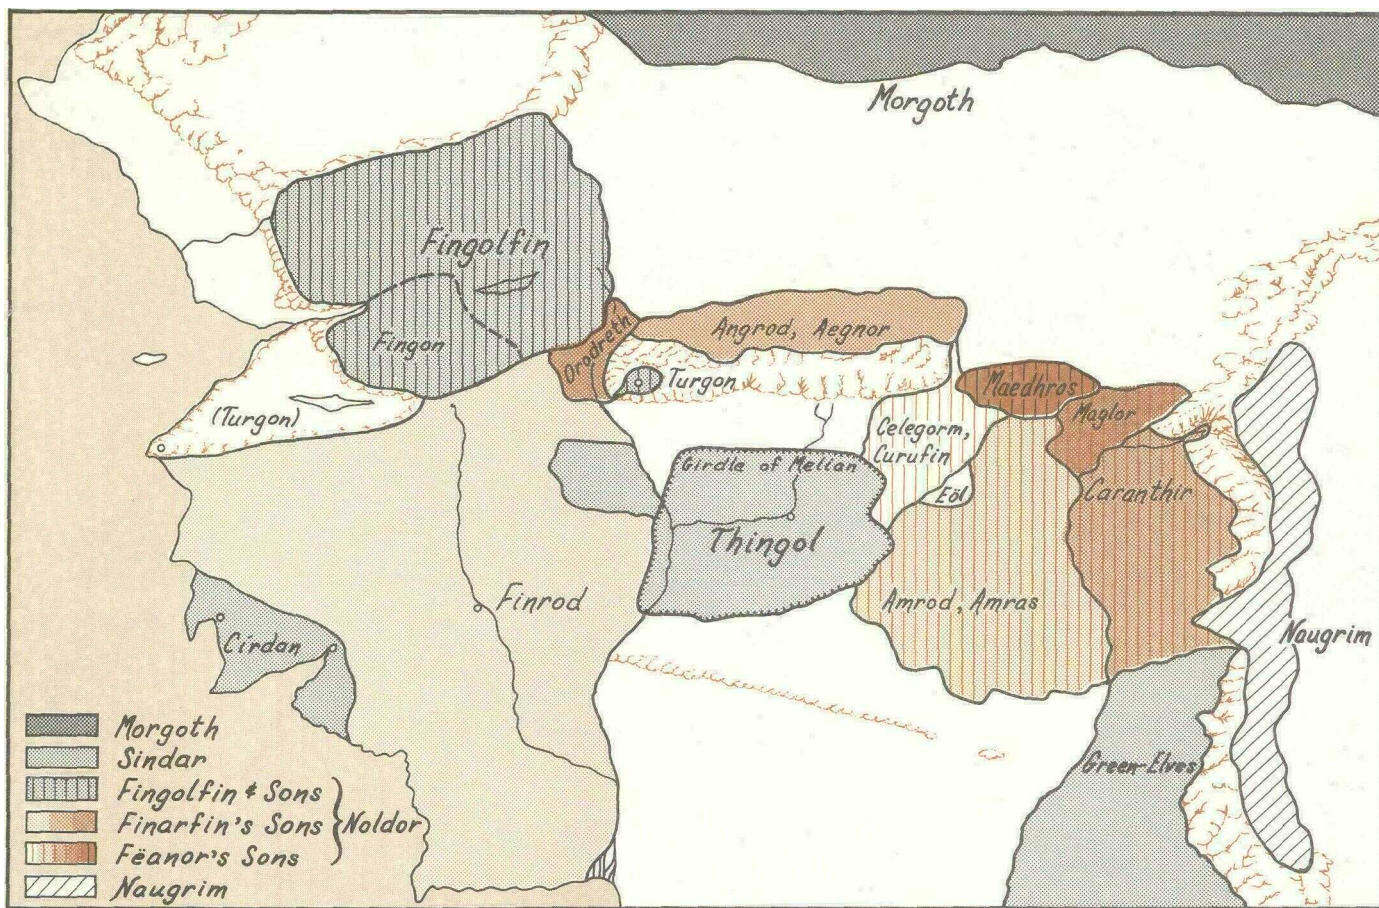 Morgoth
Fingolfin
Fingon
Orodreth
Angrod, Aegnor
Turgon
(Turgon)
Maedhros
Maglor
Celegorm,
Curufin
Girdle of Melian
Eöl
Caranthir
Thingol
Finrod
Amrod, Amras
Círdan
Naugrim
Green-Elves
Morgoth
Sindar
Fingolfin & Sons
Finarfin's Sons
Noldor
Fëanor's Sons
Naugrim